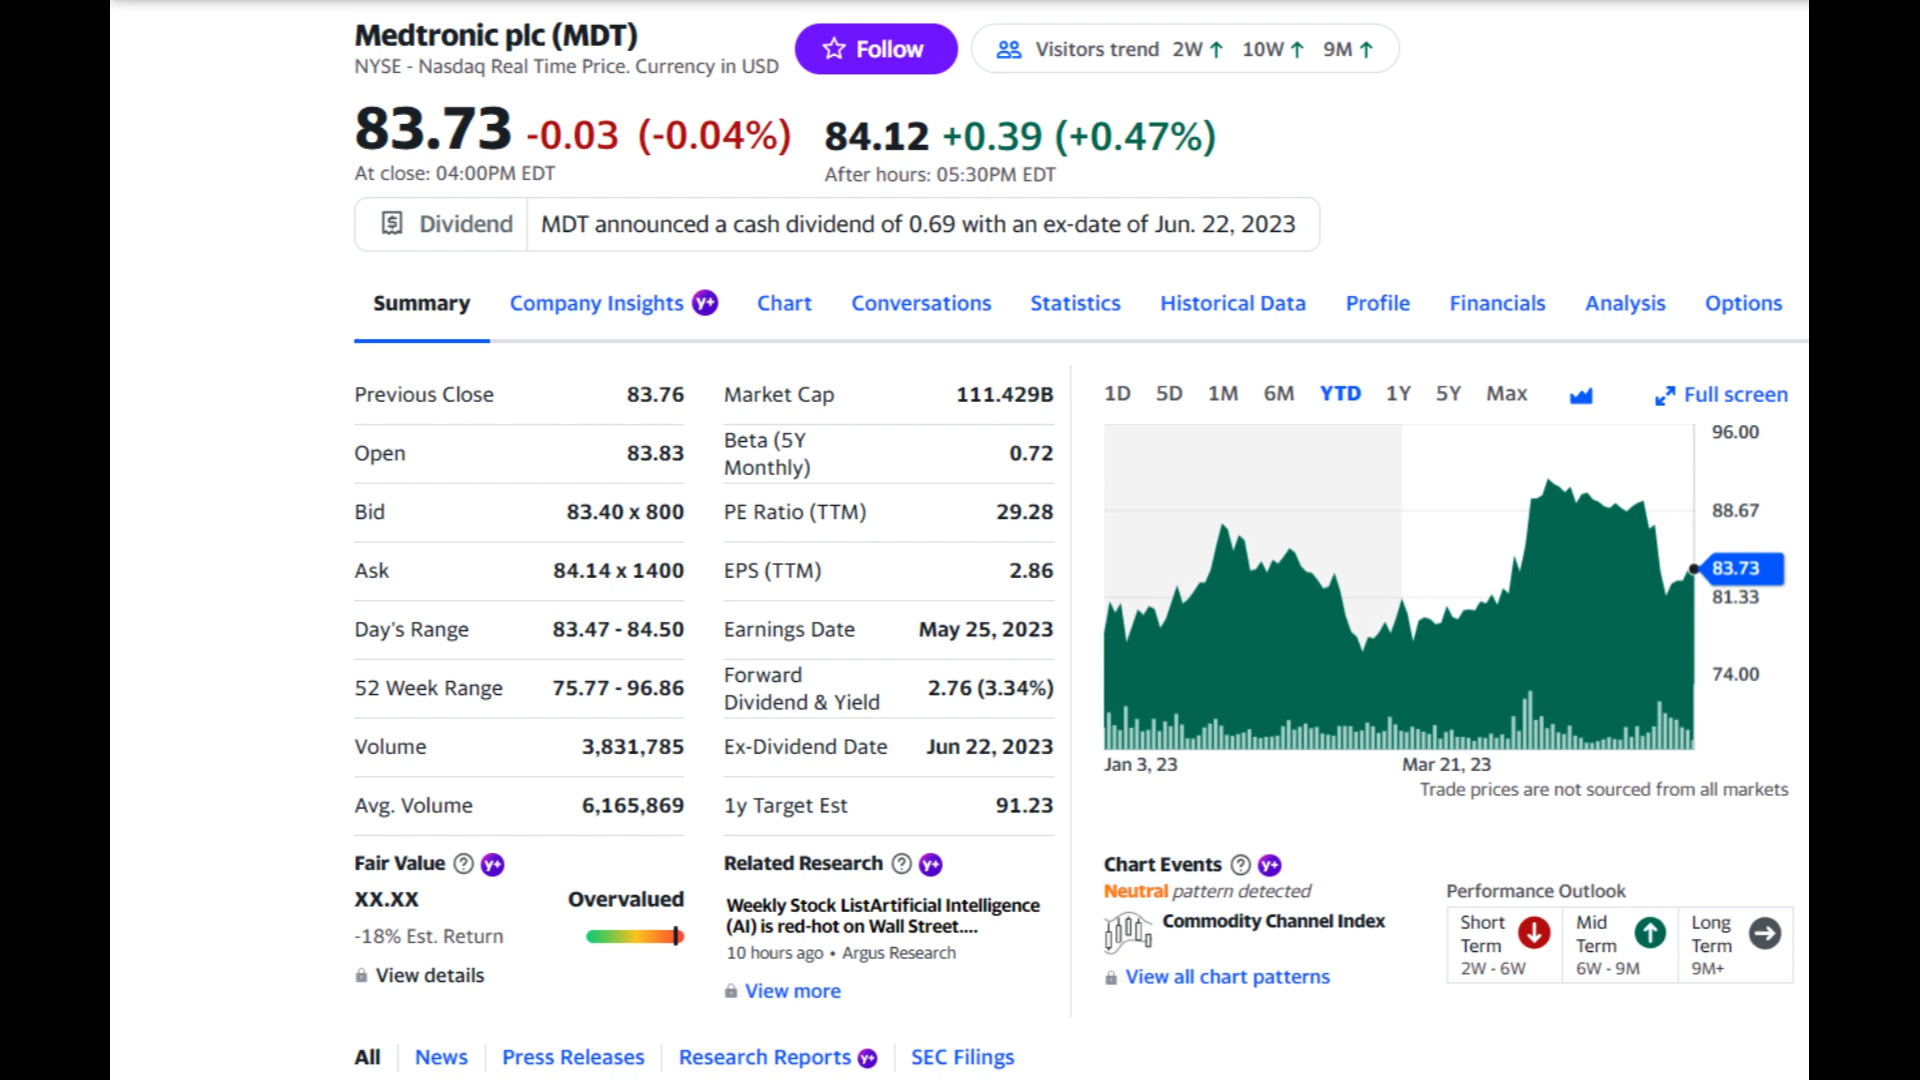 Medtronic plc (MDT)
NYSE - Nasdaq Real Time Price. Currency in USD
Follow
Visitors trend 2W ↑ 10W ↑ 9M ↑
83.73 -0.03 (-0.04%)
At close: 04:00PM EDT
84.12 +0.39 (+0.47%)
After hours: 05:30PM EDT
Dividend MDT announced a cash dividend of 0.69 with an ex-date of Jun. 22, 2023
Summary Company Insights y+ Chart Conversations Statistics Historical Data Profile Financials Analysis Options
Previous Close 83.76
Open 83.83
Bid 83.40 x 800
Ask 84.14 x 1400
Day's Range 83.47 - 84.50
52 Week Range 75.77 - 96.86
Volume 3,831,785
Avg. Volume 6,165,869
Market Cap 111.429B
Beta (5Y
Monthly) 0.72
PE Ratio (TTM) 29.28
EPS (TTM) 2.86
Earnings Date May 25, 2023
Forward
Dividend & Yield 2.76 (3.34%)
Ex-Dividend Date Jun 22, 2023
1y Target Est 91.23
1D 5D 1M 6M YTD 1Y 5Y Max Full screen
96.00
88.67
83.73
81.33
74.00
Jan 3, 23 Mar 21, 23
Trade prices are not sourced from all markets
Fair Value ? y+
XX.XX Overvalued
-18% Est. Return
View details
Related Research ? y+
Weekly Stock ListArtificial Intelligence
(AI) is red-hot on Wall Street....
10 hours ago • Argus Research
View more
Chart Events ? y+
Neutral pattern detected
Commodity Channel Index
View all chart patterns
Performance Outlook
Short
Term
2W - 6W
Mid
Term
6W - 9M
Long
Term
9M+
All News Press Releases Research Reports y+ SEC Filings